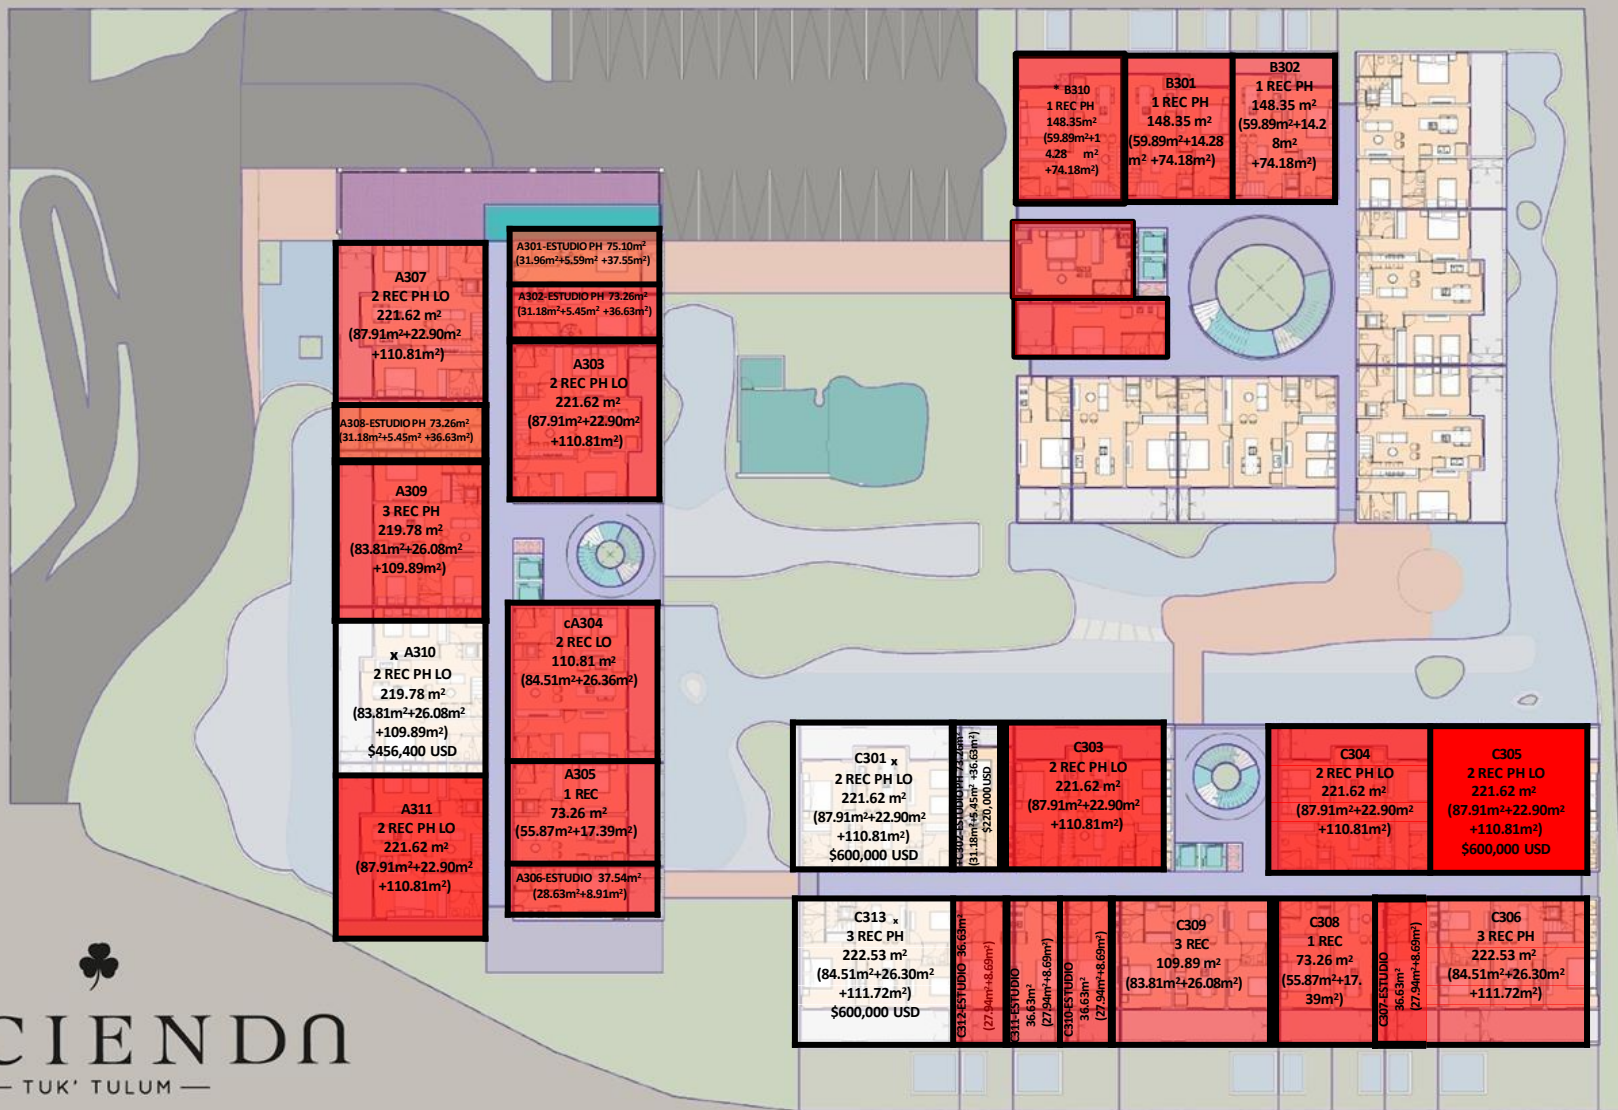 * B310
1 REC PH
148.35m²
(59.89m²+1
4.28 m²
+74.18m²)
B301
1 REC PH
148.35 m²
(59.89m²+14.28
m² +74.18m²)
B302
1 REC PH
148.35 m²
(59.89m²+14.2
8m²
+74.18m²)
A301-ESTUDIO PH 75.10m²
(31.96m²+5.59m² +37.55m²)
A302-ESTUDIO PH 73.26m²
(31.18m²+5.45m² +36.63m²)
A307
2 REC PH LO
221.62 m²
(87.91m²+22.90m²
+110.81m²)
A303
2 REC PH LO
221.62 m²
(87.91m²+22.90m²
+110.81m²)
A308-ESTUDIO PH 73.26m²
(31.18m²+5.45m² +36.63m²)
A309
3 REC PH
219.78 m²
(83.81m²+26.08m²
+109.89m²)
x A310
2 REC PH LO
219.78 m²
(83.81m²+26.08m²
+109.89m²)
$456,400 USD
cA304
2 REC LO
110.81 m²
(84.51m²+26.36m²)
A311
2 REC PH LO
221.62 m²
(87.91m²+22.90m²
+110.81m²)
A305
1 REC
73.26 m²
(55.87m²+17.39m²)
A306-ESTUDIO 37.54m²
(28.63m²+8.91m²)
C301 x
2 REC PH LO
221.62 m²
(87.91m²+22.90m²
+110.81m²)
$600,000 USD
C302-ESTUDIO PH 73.26m²
(31.18m²+5.45m² +36.63m²)
$220,000 USD
C303
2 REC PH LO
221.62 m²
(87.91m²+22.90m²
+110.81m²)
C304
2 REC PH LO
221.62 m²
(87.91m²+22.90m²
+110.81m²)
C305
2 REC PH LO
221.62 m²
(87.91m²+22.90m²
+110.81m²)
$600,000 USD
C313 x
3 REC PH
222.53 m²
(84.51m²+26.30m²
+111.72m²)
$600,000 USD
C312-ESTUDIO 36.63m²
(27.94m²+8.69m²)
C311-ESTUDIO
36.63m²
(27.94m²+8.69m²)
C310-ESTUDIO
36.63m²
(27.94m²+8.69m²)
C309
3 REC
109.89 m²
(83.81m²+26.08m²)
C308
1 REC
73.26 m²
(55.87m²+17.
39m²)
C307-ESTUDIO
36.63m²
(27.94m²+8.69m²)
C306
3 REC PH
222.53 m²
(84.51m²+26.30m²
+111.72m²)
CIENDA
TUK' TULUM